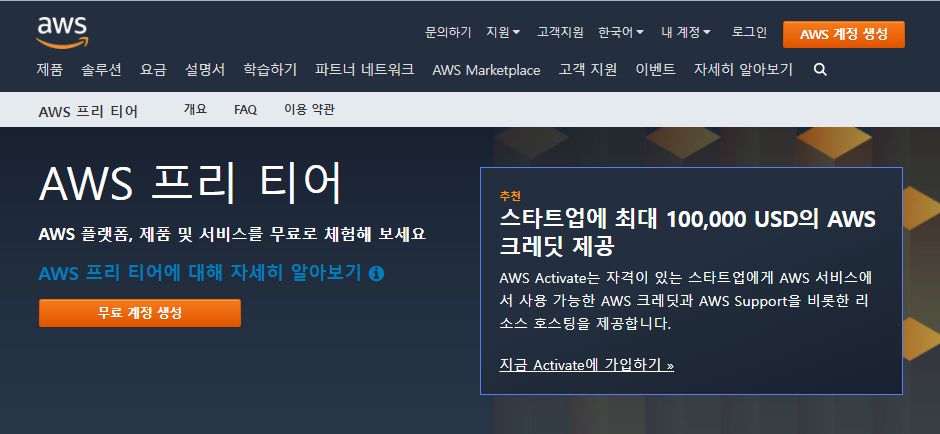 aws
문의하기 지원 고객지원 한국어 내 계정 로그인 AWS 계정 생성
제품 솔루션 요금 설명서 학습하기 파트너 네트워크 AWS Marketplace 고객 지원 이벤트 자세히 알아보기
AWS 프리 티어 개요 FAQ 이용 약관
AWS 프리 티어
AWS 플랫폼, 제품 및 서비스를 무료로 체험해 보세요
AWS 프리 티어에 대해 자세히 알아보기
무료 계정 생성
추천
스타트업에 최대 100,000 USD의 AWS
크레딧 제공
AWS Activate는 자격이 있는 스타트업에게 AWS 서비스에
서 사용 가능한 AWS 크레딧과 AWS Support을 비롯한 리
소스 호스팅을 제공합니다.
지금 Activate에 가입하기 »